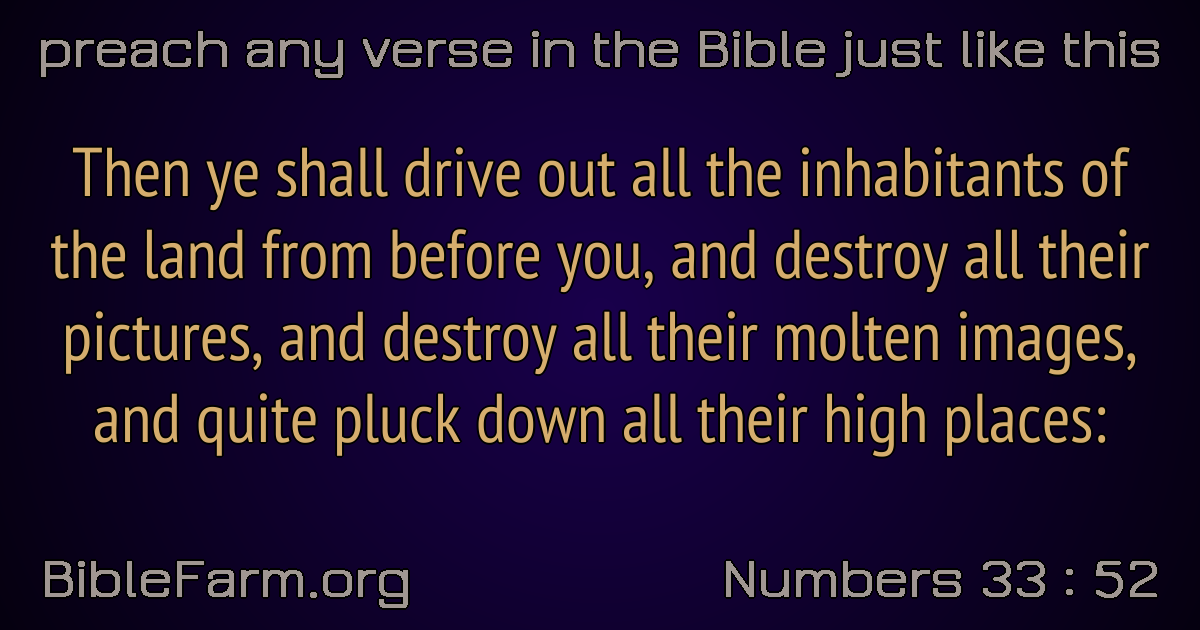 preach any verse in the Bible just like this
Then ye shall drive out all the inhabitants of
the land from before you, and destroy all their
pictures, and destroy all their molten images,
and quite pluck down all their high places:
BibleFarm.org
Numbers 33 : 52